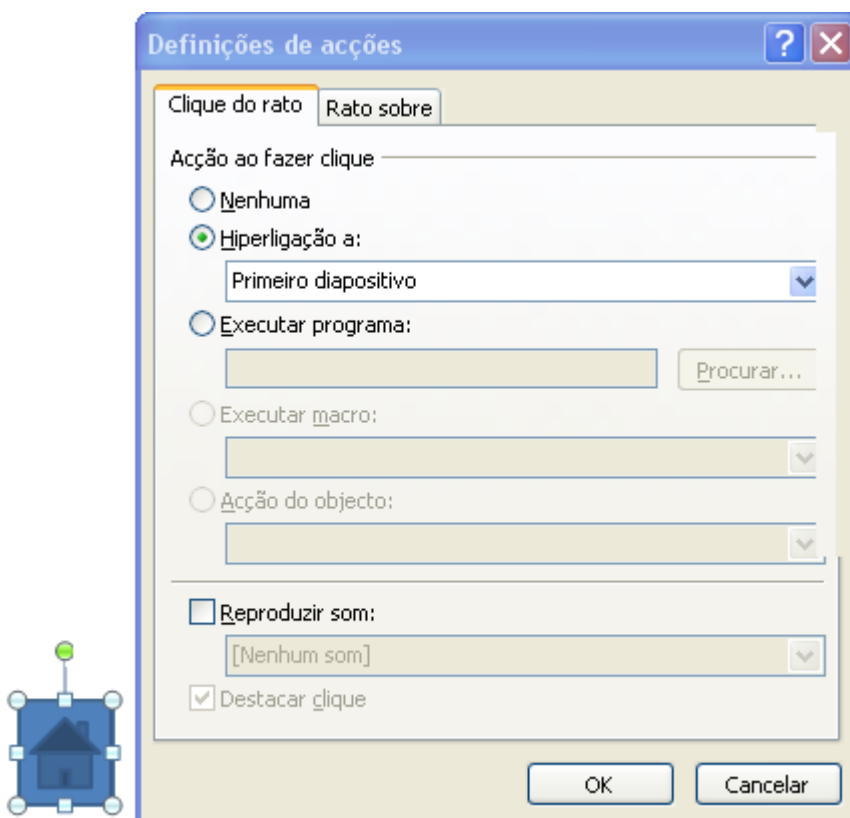 Definições de acções
Clique do rato Rato sobre
Acção ao fazer clique
Nenhuma
Hiperligação a:
Primeiro diapositivo
Executar programa:
Procurar...
Executar macro:
Acção do objecto:
Reproduzir som:
[Nenhum som]
Destacar clique
OK Cancelar